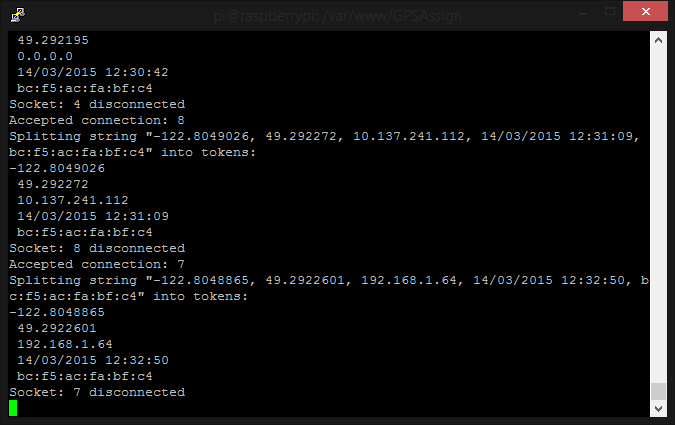 pi@raspberrypi: /var/www/GPSAssign
49.292195
0.0.0.0
14/03/2015 12:30:42
bc:f5:ac:fa:bf:c4
Socket: 4 disconnected
Accepted connection: 8
Splitting string "-122.8049026, 49.292272, 10.137.241.112, 14/03/2015 12:31:09,
bc:f5:ac:fa:bf:c4" into tokens:
-122.8049026
49.292272
10.137.241.112
14/03/2015 12:31:09
bc:f5:ac:fa:bf:c4
Socket: 8 disconnected
Accepted connection: 7
Splitting string "-122.8048865, 49.2922601, 192.168.1.64, 14/03/2015 12:32:50, b
c:f5:ac:fa:bf:c4" into tokens:
-122.8048865
49.2922601
192.168.1.64
14/03/2015 12:32:50
bc:f5:ac:fa:bf:c4
Socket: 7 disconnected